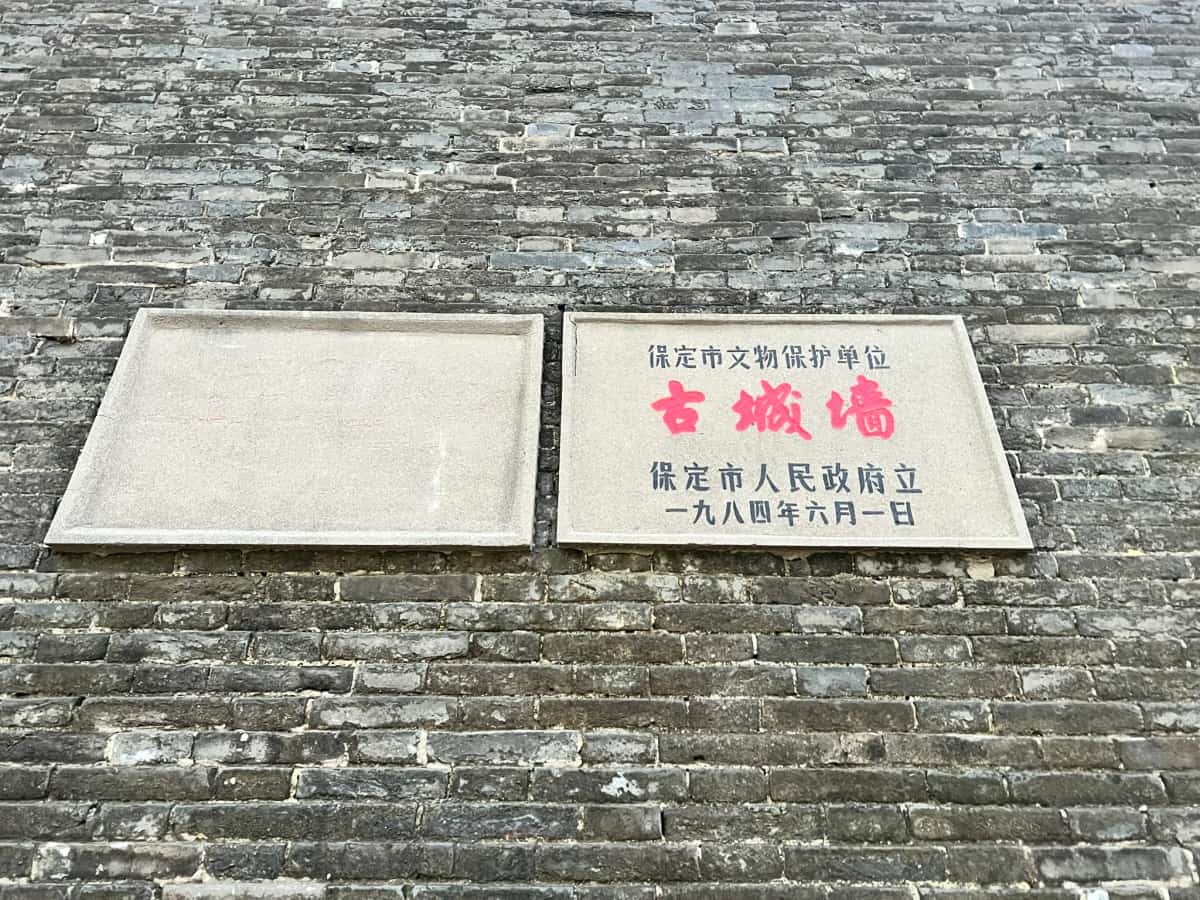 保定市文物保护单位
古城墙
保定市人民政府立
一九八四年六月一日